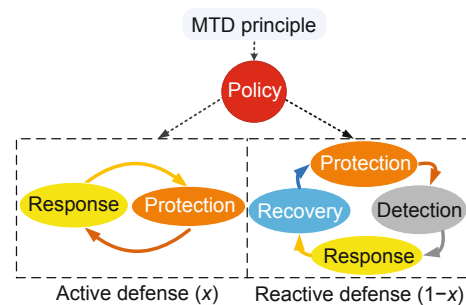 MTD principle
Policy
Response
Protection
Protection
Recovery
Detection
Response
Active defense (x)
Reactive defense (1−x)